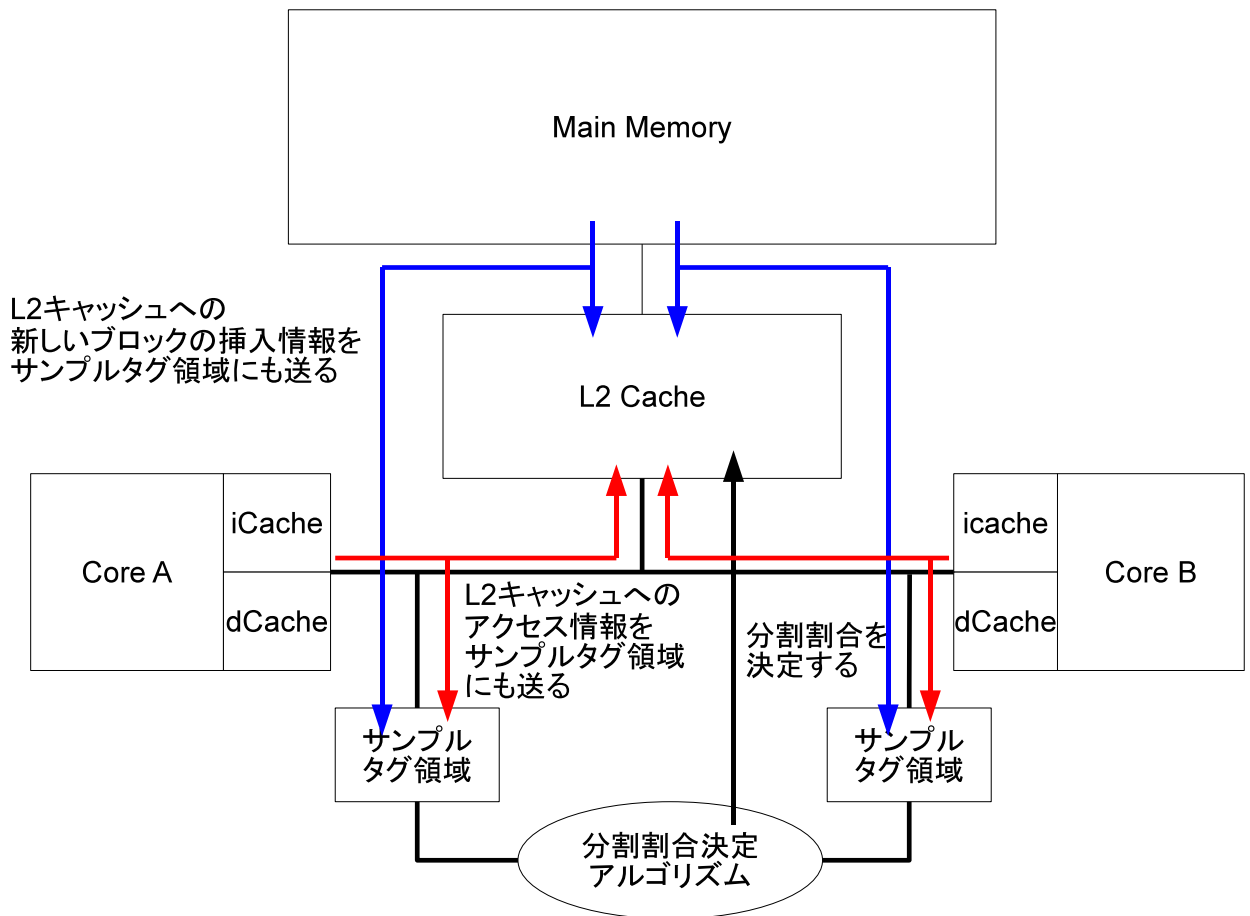 Main Memory
L2キャッシュへの
新しいブロックの挿入情報を
サンプルタグ領域にも送る
L2 Cache
Core A
iCache
dCache
icache
dCache
Core B
L2キャッシュへの
アクセス情報を
サンプルタグ領域
にも送る
分割割合を
決定する
サンプル
タグ領域
サンプル
タグ領域
分割割合決定
アルゴリズム